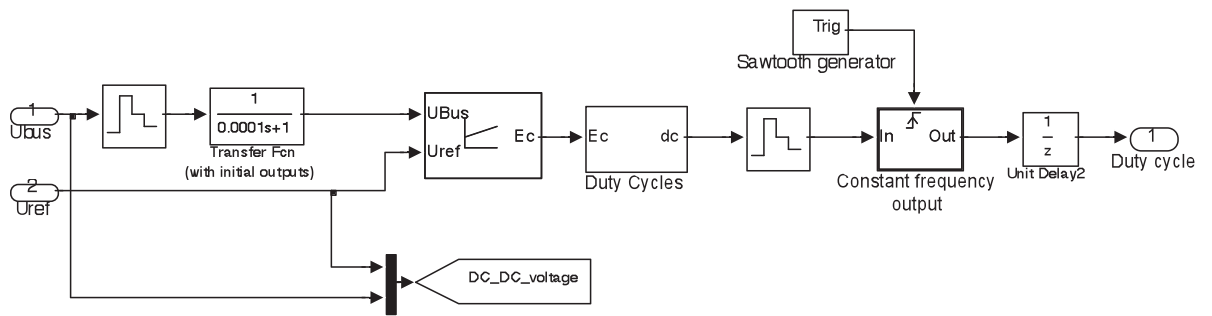 Trig
Sawtooth generator
1
Ubus
1
0.0001s+1
Transfer Fcn
(with initial outputs)
UBus
Uref
Ec
Ec
dc
Duty Cycles
In
Out
Constant frequency
output
1
z
Unit Delay2
1
Duty cycle
2
Uref
DC_DC_voltage